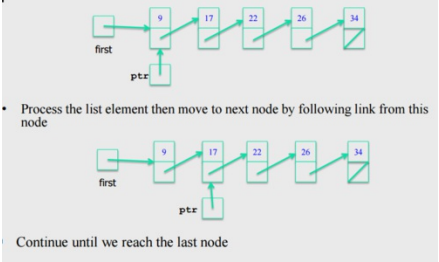 9 17 22 26 34
first
ptr
• Process the list element then move to next node by following link from this
node
9 17 22 26 34
first
ptr
Continue until we reach the last node